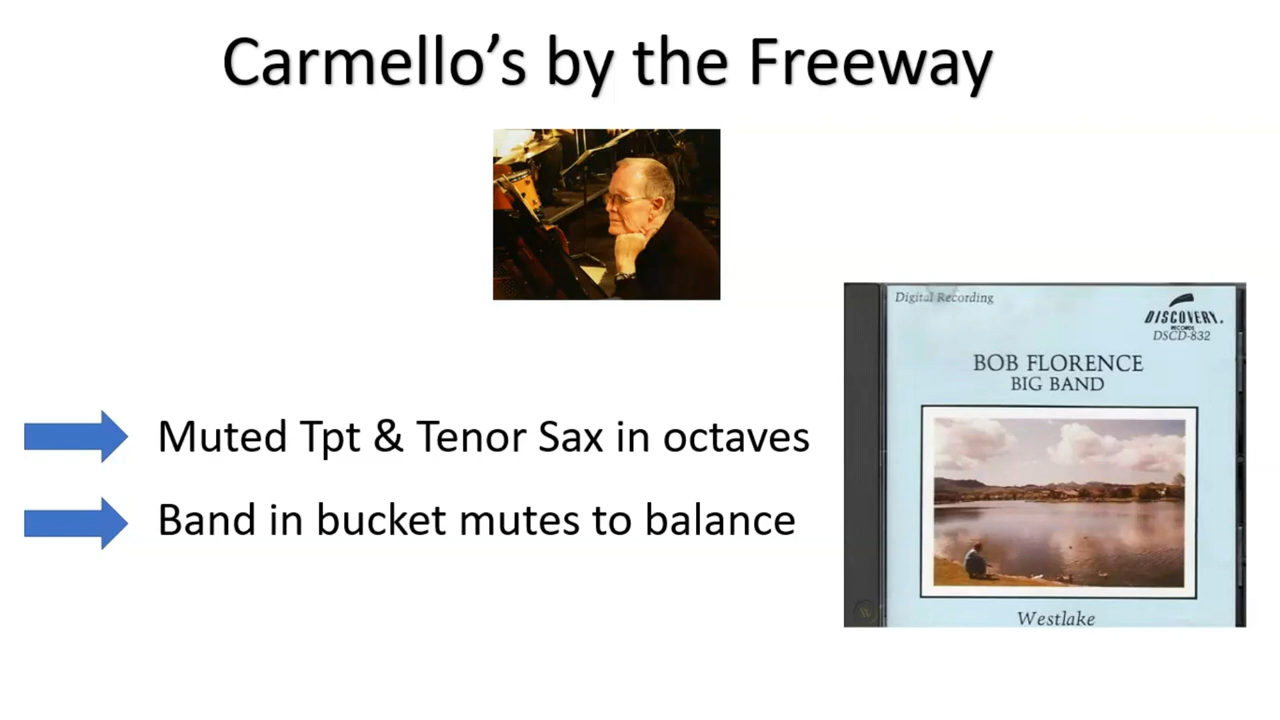 Carmello’s by the Freeway
Muted Tpt & Tenor Sax in octaves
Band in bucket mutes to balance
Digital Recording
DISCOVERY.
RECORDS
DSCD-832
BOB FLORENCE
BIG BAND
Westlake